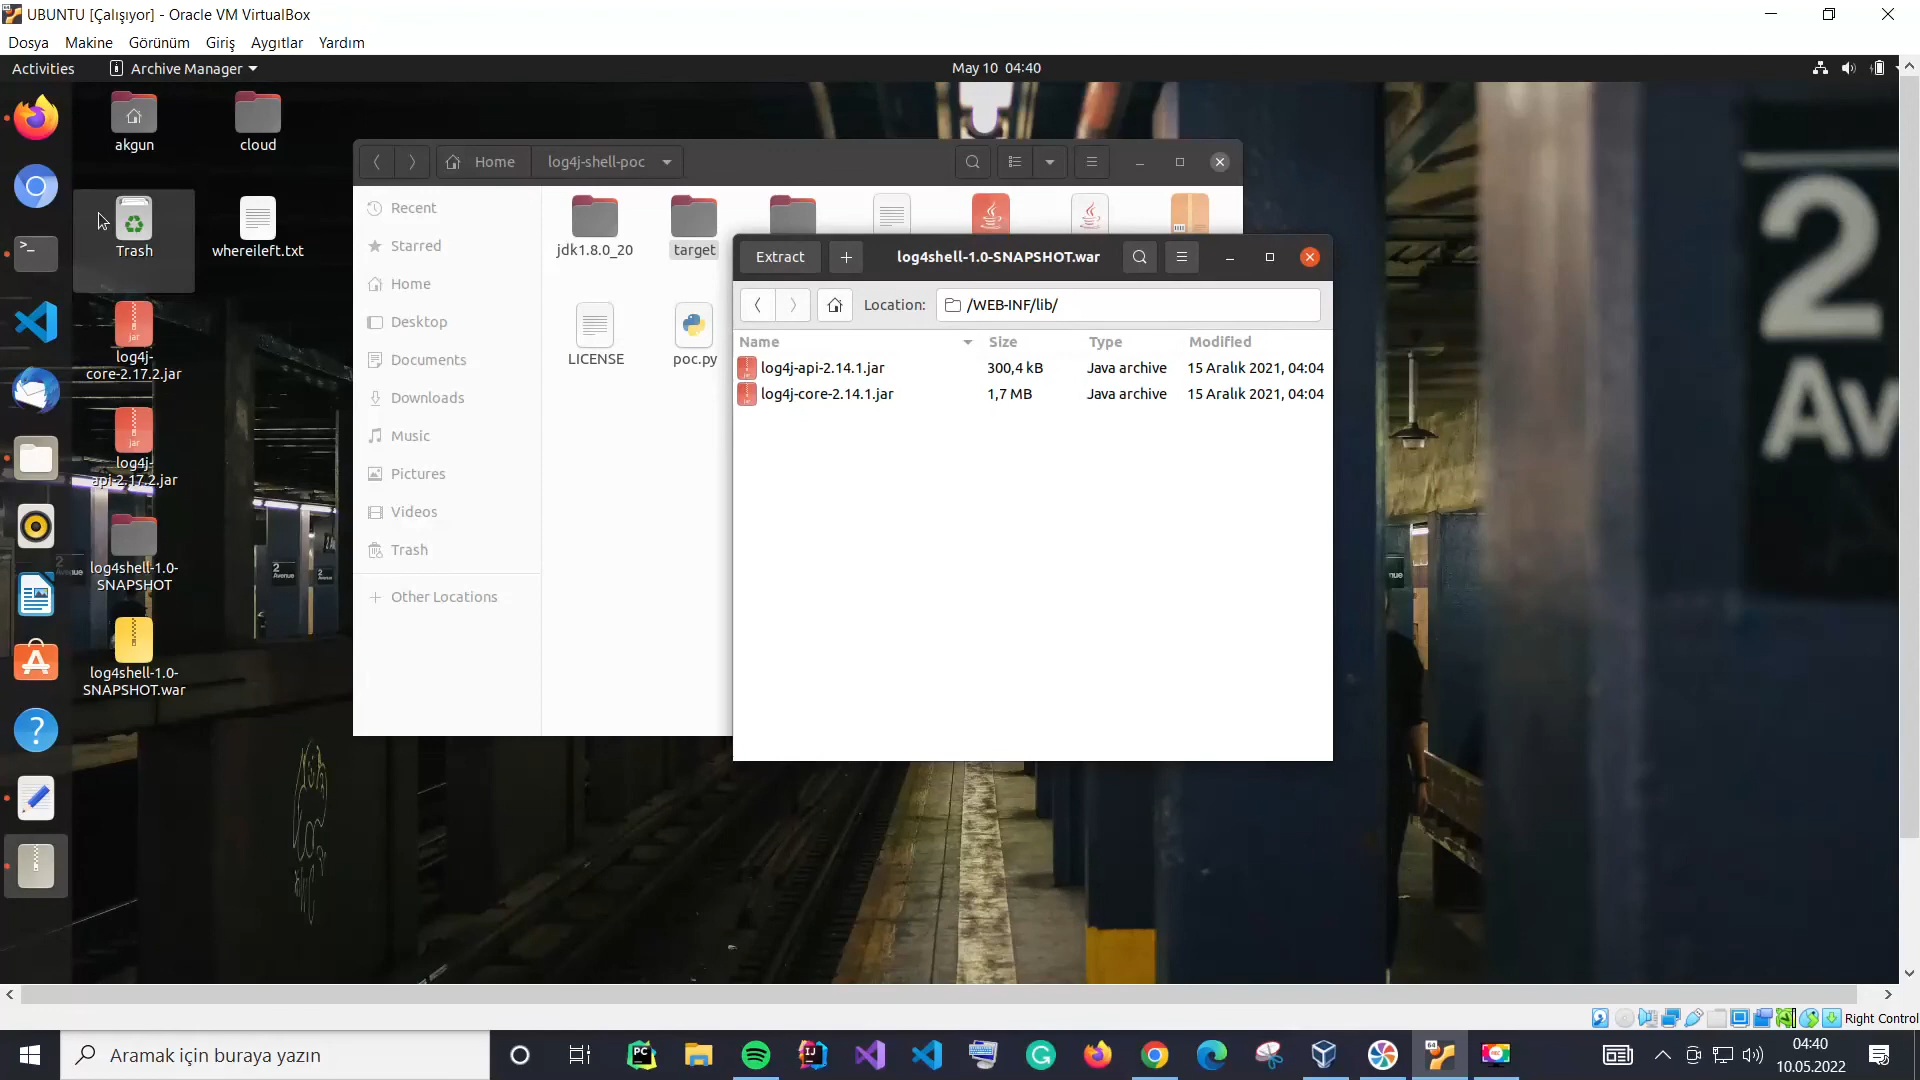 UBUNTU [Çalışıyor] - Oracle VM VirtualBox
Dosya Makine Görünüm Giriş Aygıtlar Yardım
Activities Archive Manager May 10 04:40
akgun
cloud
Trash
whereileft.txt
log4j-
core-2.17.2.jar
log4j-
api-2.17.2.jar
log4shell-1.0-
SNAPSHOT
log4shell-1.0-
SNAPSHOT.war
Home log4j-shell-poc
Recent
Starred
Home
Desktop
Documents
Downloads
Music
Pictures
Videos
Trash
Other Locations
jdk1.8.0_20
target
LICENSE
poc.py
Extract log4shell-1.0-SNAPSHOT.war
Location: /WEB-INF/lib/
Name Size Type Modified
log4j-api-2.14.1.jar 300,4 kB Java archive 15 Aralık 2021, 04:04
log4j-core-2.14.1.jar 1,7 MB Java archive 15 Aralık 2021, 04:04
2
Av
2
Avenue
Right Control
Aramak için buraya yazın
04:40
10.05.2022